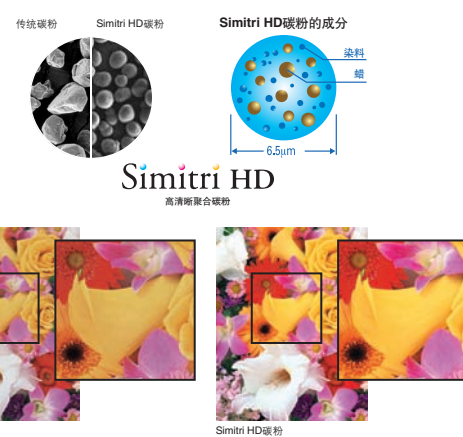 传统碳粉
Simitri HD碳粉
Simitri HD碳粉的成分
染料
蜡
6.5μm
Simitri HD
高清晰聚合碳粉
Simitri HD碳粉